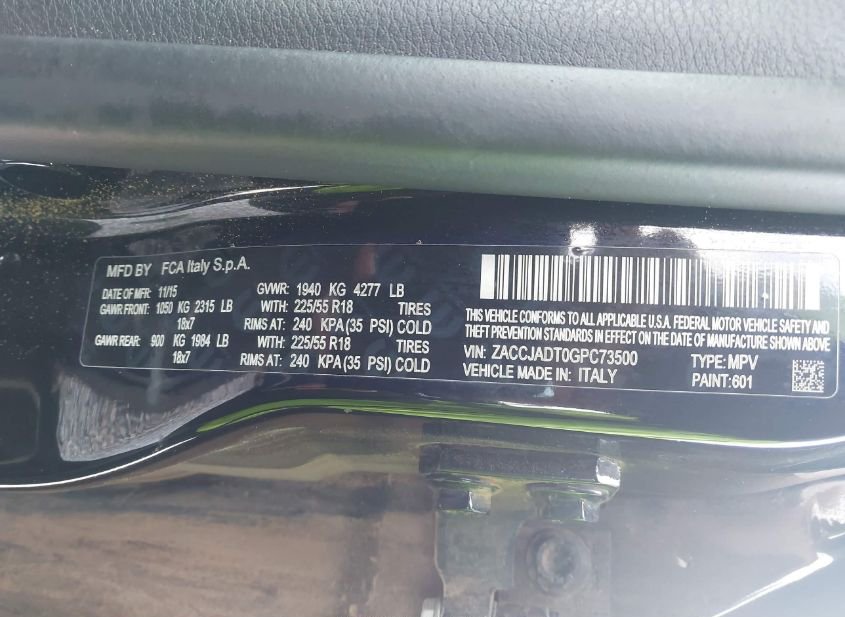 MFD BY FCA Italy S.p.A.
DATE OF MFR: 11/15 GVWR: 1940 KG 4277 LB
GAWR FRONT: 1050 KG 2315 LB WITH: 225/55 R18 TIRES
18x7 RIMS AT: 240 KPA (35 PSI) COLD
GAWR REAR: 900 KG 1984 LB WITH: 225/55 R18 TIRES
18x7 RIMS AT: 240 KPA (35 PSI) COLD
THIS VEHICLE CONFORMS TO ALL APPLICABLE U.S.A. FEDERAL MOTOR VEHICLE SAFETY AND
THEFT PREVENTION STANDARDS IN EFFECT ON THE DATE OF MANUFACTURE SHOWN ABOVE
VIN: ZACCJADT0GPC73500 TYPE: MPV
VEHICLE MADE IN: ITALY PAINT: 601